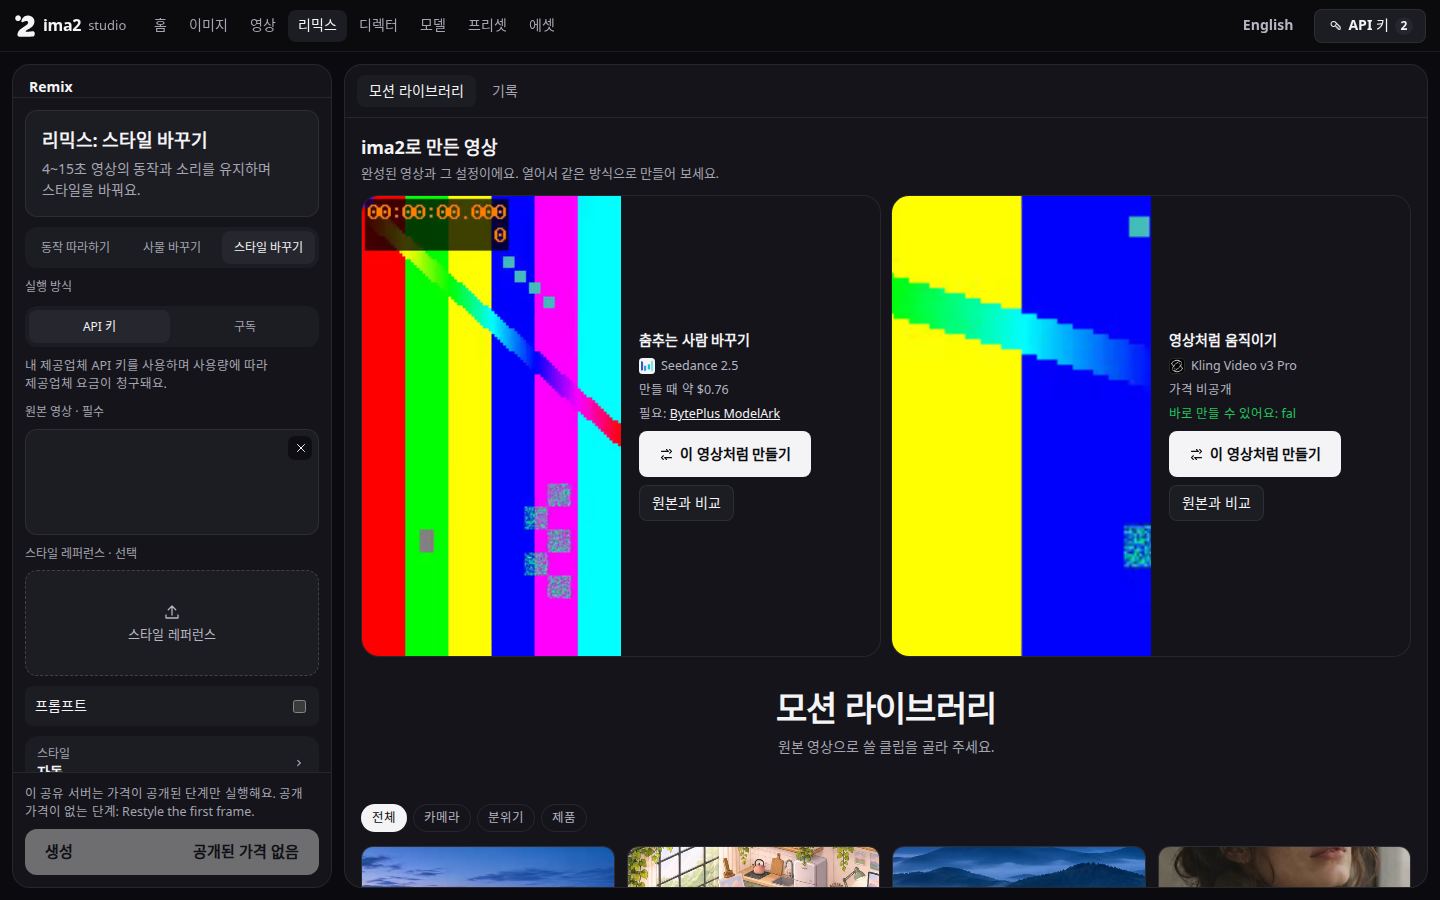 ima2 studio
홈
이미지
영상
리믹스
디렉터
모델
프리셋
에셋
English
API 키 2
Remix
리믹스: 스타일 바꾸기
4~15초 영상의 동작과 소리를 유지하며
스타일을 바꿔요.
동작 따라하기
사물 바꾸기
스타일 바꾸기
실행 방식
API 키
구독
내 제공업체 API 키를 사용하며 사용량에 따라
제공업체 요금이 청구돼요.
원본 영상 · 필수
스타일 레퍼런스 · 선택
스타일 레퍼런스
프롬프트
스타일
자동
이 공유 서버는 가격이 공개된 단계만 실행해요. 공개
가격이 없는 단계: Restyle the first frame.
생성
공개된 가격 없음
모션 라이브러리
기록
ima2로 만든 영상
완성된 영상과 그 설정이에요. 열어서 같은 방식으로 만들어 보세요.
00:00:00.000
0
춤추는 사람 바꾸기
Seedance 2.5
만들 때 약 $0.76
필요: BytePlus ModelArk
이 영상처럼 만들기
원본과 비교
영상처럼 움직이기
Kling Video v3 Pro
가격 비공개
바로 만들 수 있어요: fal
이 영상처럼 만들기
원본과 비교
모션 라이브러리
원본 영상으로 쓸 클립을 골라 주세요.
전체
카메라
분위기
제품